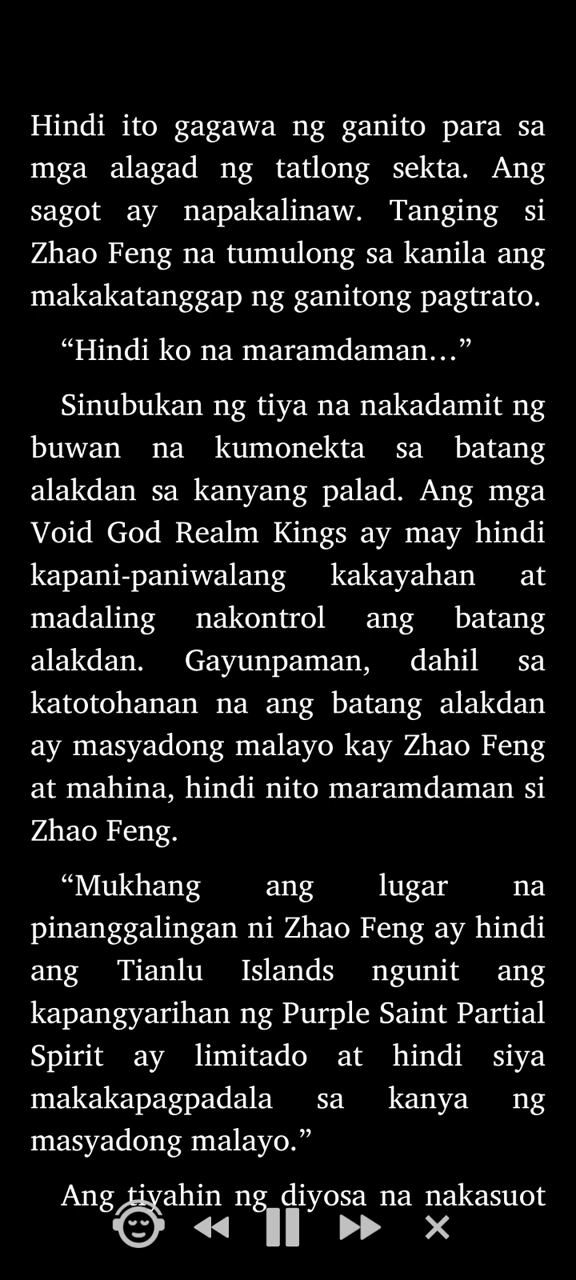 Hindi ito gagawa ng ganito para sa
mga alagad ng tatlong sekta. Ang
sagot ay napakalinaw. Tanging si
Zhao Feng na tumulong sa kanila ang
makakatanggap ng ganitong pagtrato.
“Hindi ko na maramdaman…”
Sinubukan ng tiya na nakadamit ng
buwan na kumonekta sa batang
alakdan sa kanyang palad. Ang mga
Void God Realm Kings ay may hindi
kapani-paniwalang kakayahan at
madaling nakontrol ang batang
alakdan. Gayunpaman, dahil sa
katotohanan na ang batang alakdan
ay masyadong malayo kay Zhao Feng
at mahina, hindi nito maramdaman si
Zhao Feng.
“Mukhang ang lugar na
pinanggalingan ni Zhao Feng ay hindi
ang Tianlu Islands ngunit ang
kapangyarihan ng Purple Saint Partial
Spirit ay limitado at hindi siya
makakapagpadala sa kanya ng
masyadong malayo.”
Ang tiyahin ng diyosa na nakasuot